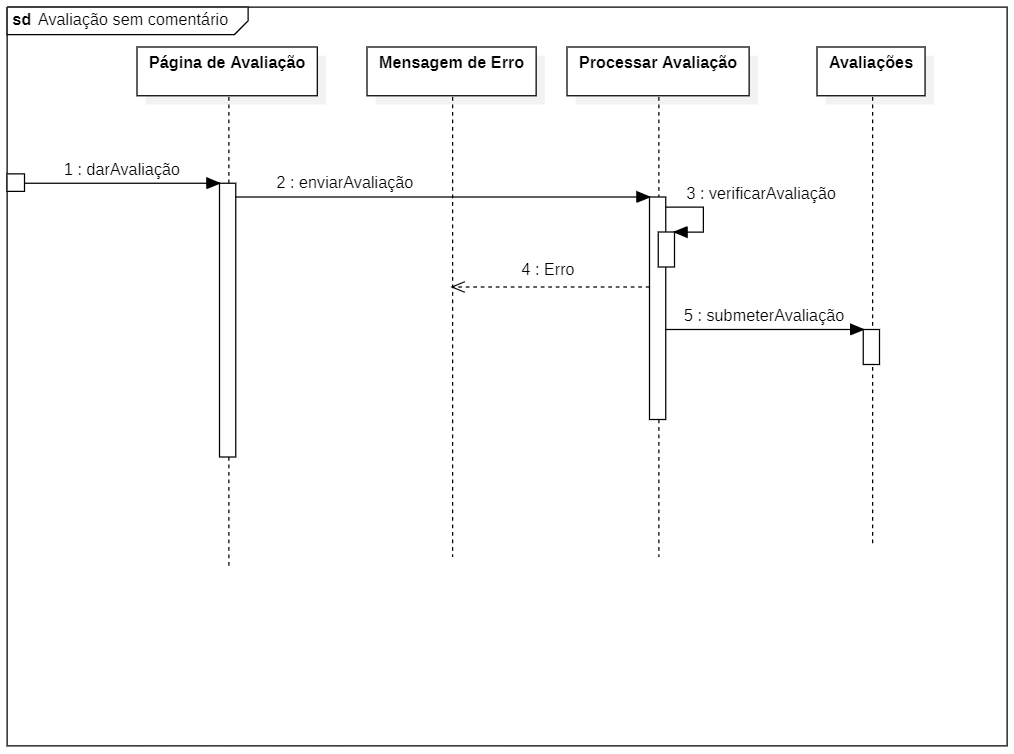 sd Avaliação sem comentário
Página de Avaliação
Mensagem de Erro
Processar Avaliação
Avaliações
1 : darAvaliação
2 : enviarAvaliação
3 : verificarAvaliação
4 : Erro
5 : submeterAvaliação